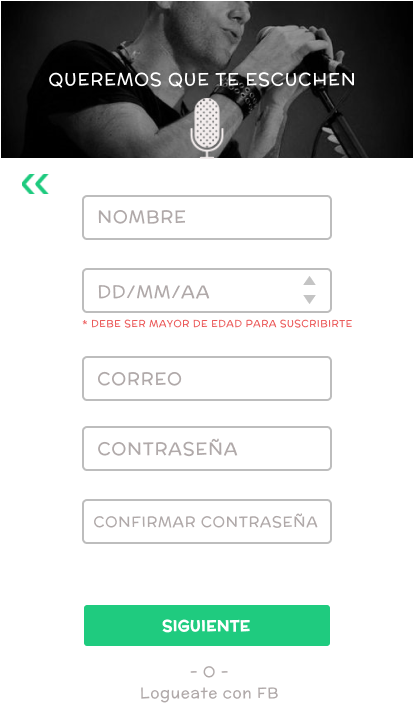 QUEREMOS QUE TE ESCUCHEN
NOMBRE
DD/MM/AA
* DEBE SER MAYOR DE EDAD PARA SUSCRIBIRTE
CORREO
CONTRASEÑA
CONFIRMAR CONTRASEÑA
SIGUIENTE
- O -
Logueate con FB